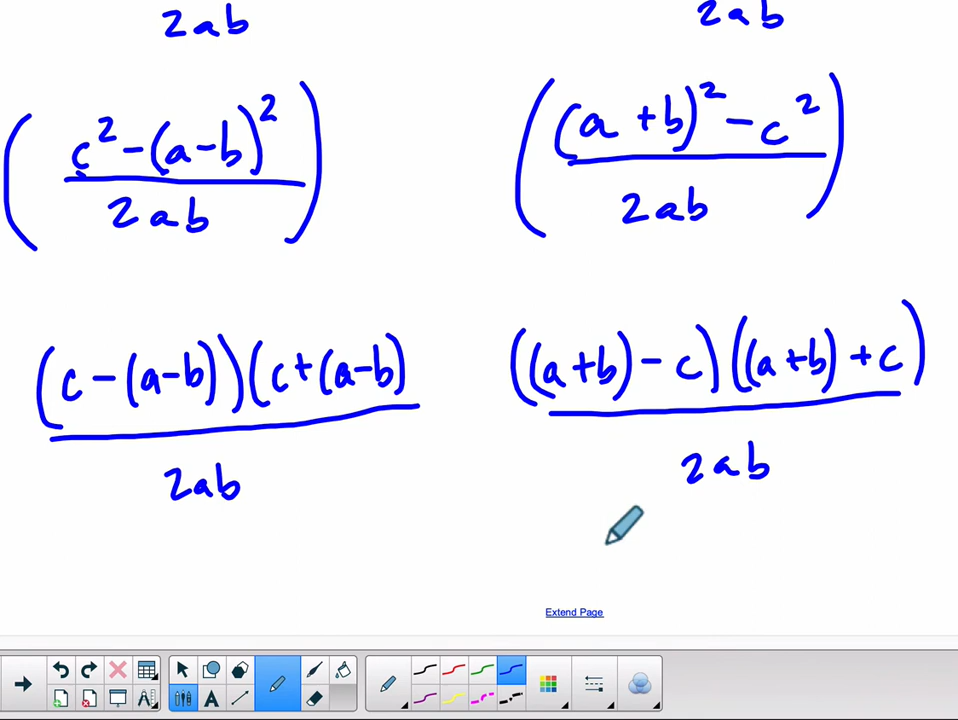 2ab 2ab
( (c² - (a-b)²) / 2ab ) ( ((a+b)² - c²) / 2ab )
(c - (a-b))(c + (a-b) / 2ab ((a+b) - c)((a+b) + c) / 2ab
Extend Page
A